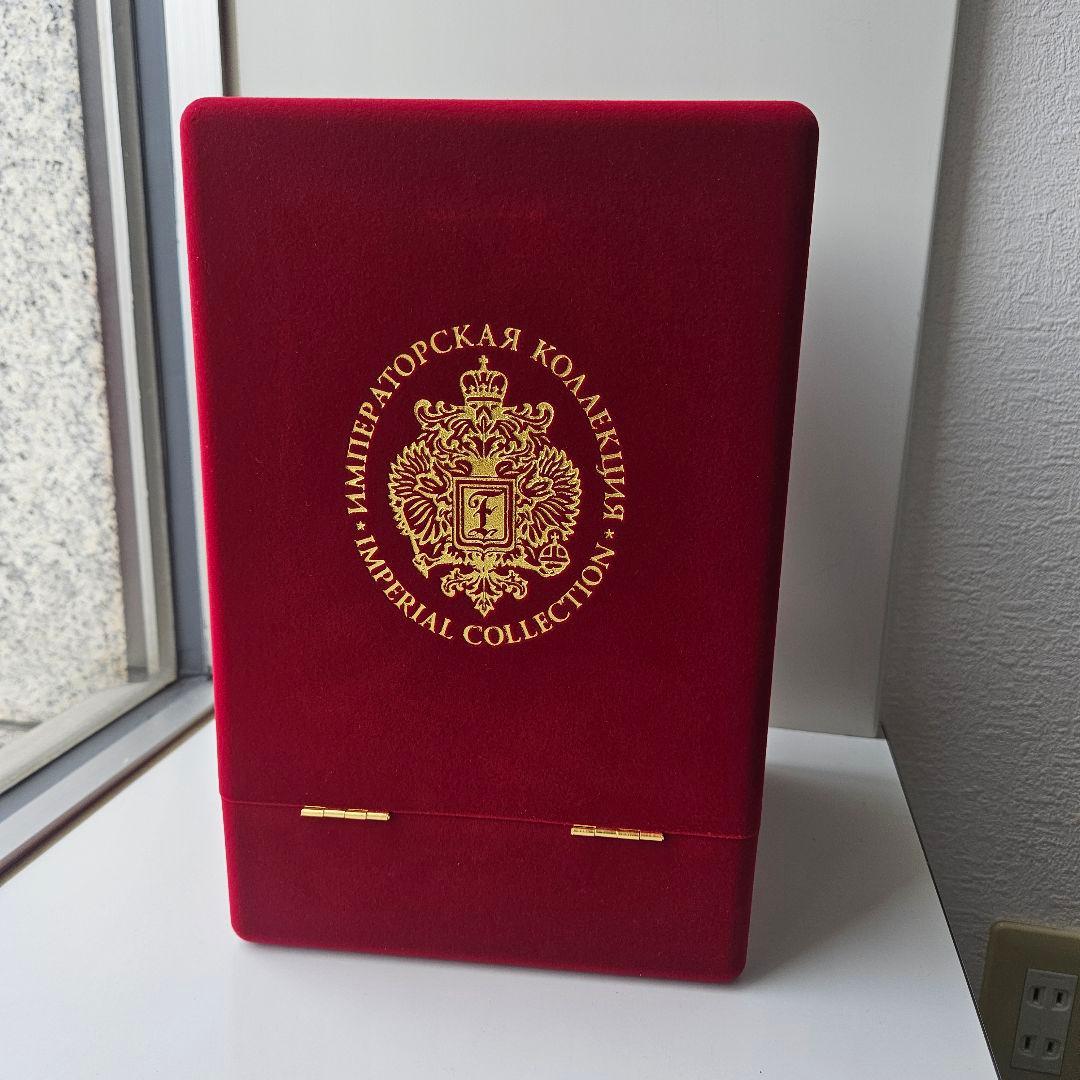 ИМПЕРАТОРСКАЯ КОЛЛЕКЦИЯ
F
* IMPERIAL COLLECTION *